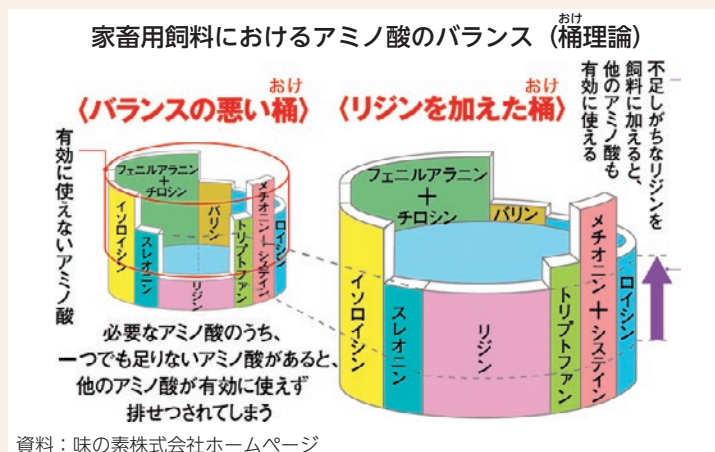 家畜用飼料におけるアミノ酸のバランス（桶理論）
おけ
〈バランスの悪い桶〉
おけ
有効に使えないアミノ酸
フェニルアラニン
＋
チロシン
バリン
イソロイシン
スレオニン
リジン
トリプトファン
メチオニン＋システイン
ロイシン
必要なアミノ酸のうち、
一つでも足りないアミノ酸があると、
他のアミノ酸が有効に使えず
排せつされてしまう
〈リジンを加えた桶〉
おけ
不足しがちなリジンを
飼料に加えると、
他のアミノ酸も
有効に使える
フェニルアラニン
＋
チロシン
バリン
イソロイシン
スレオニン
リジン
トリプトファン
メチオニン＋システイン
ロイシン
資料：味の素株式会社ホームページ